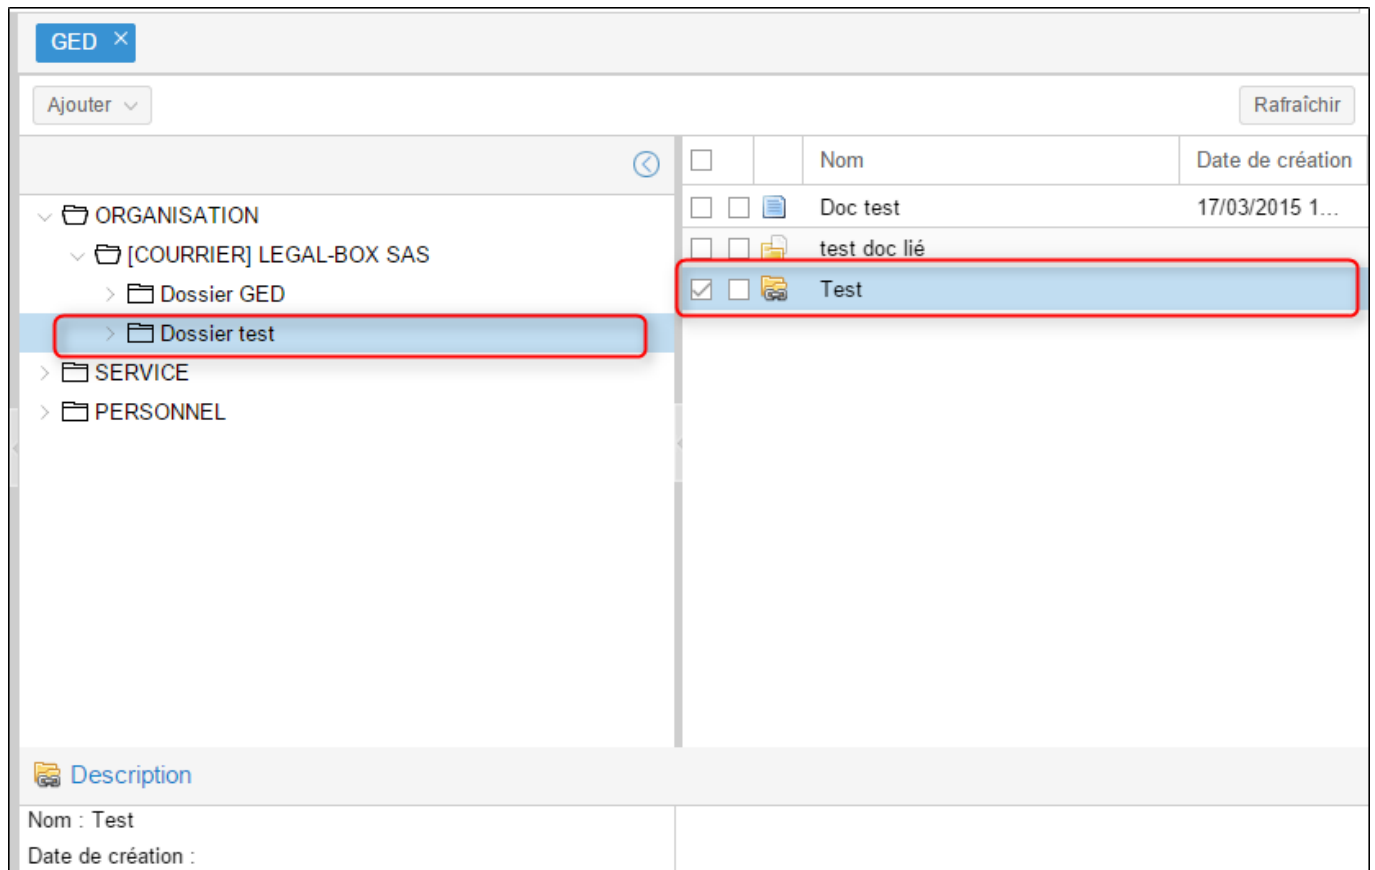 GED
Ajouter
Rafraîchir
Nom
Date de création
ORGANISATION
[COURRIER] LEGAL-BOX SAS
Dossier GED
Dossier test
SERVICE
PERSONNEL
Doc test
17/03/2015 1...
test doc lié
Test
Description
Nom : Test
Date de création :